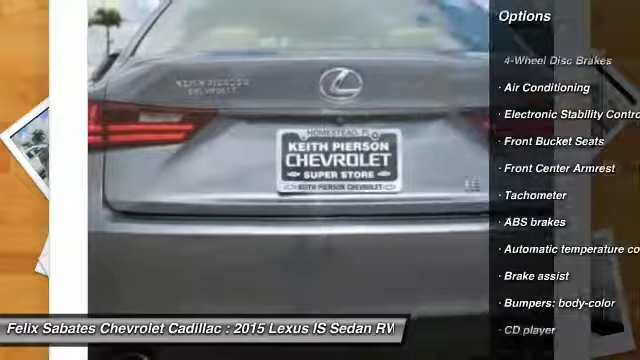 Options
4-Wheel Disc Brakes
· Air Conditioning
· Electronic Stability Contro
· Front Bucket Seats
· Front Center Armrest
· Tachometer
· ABS brakes
· Automatic temperature co
· Brake assist
· Bumpers: body-color
· CD player
KEITH PIERSON
CHEVROLET
HOMESTEAD, FL
KEITH PIERSON
CHEVROLET
SUPER STORE
KEITH PIERSON CHEVROLET
Felix Sabates Chevrolet Cadillac : 2015 Lexus IS Sedan RW